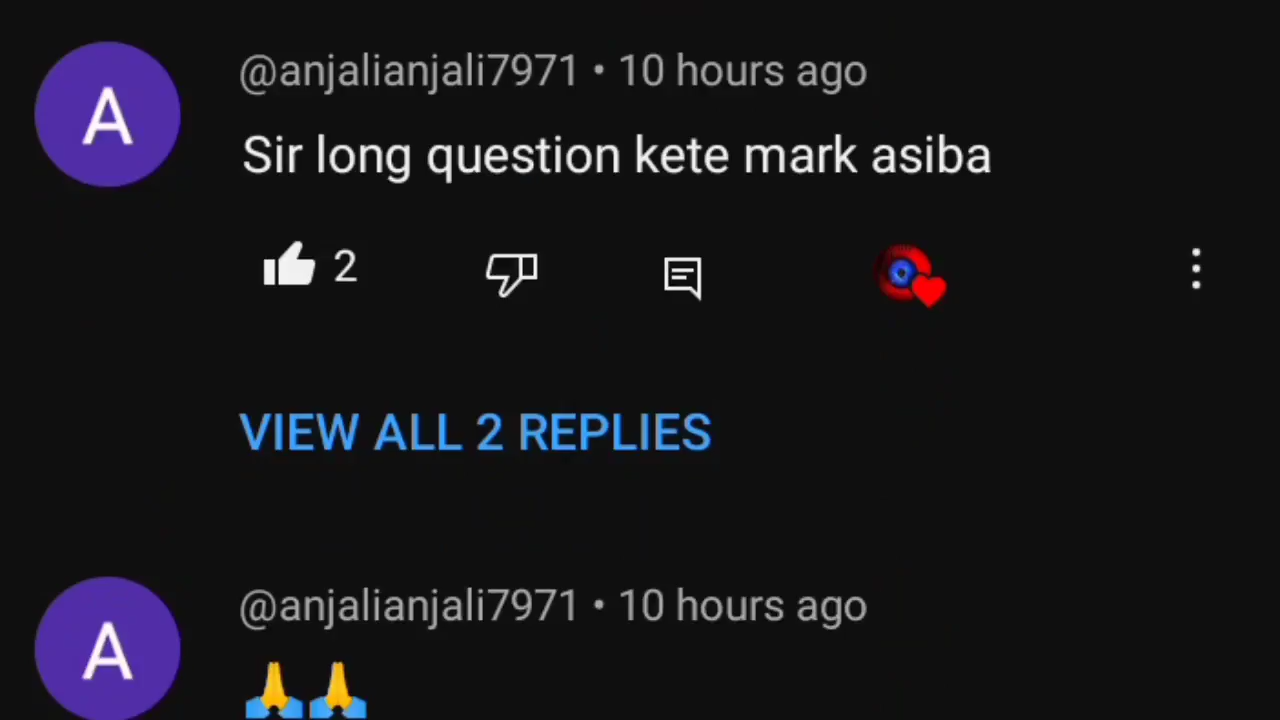 A
@anjalianjali7971 • 10 hours ago
Sir long question kete mark asiba
2
VIEW ALL 2 REPLIES
A
@anjalianjali7971 • 10 hours ago
🙏🙏